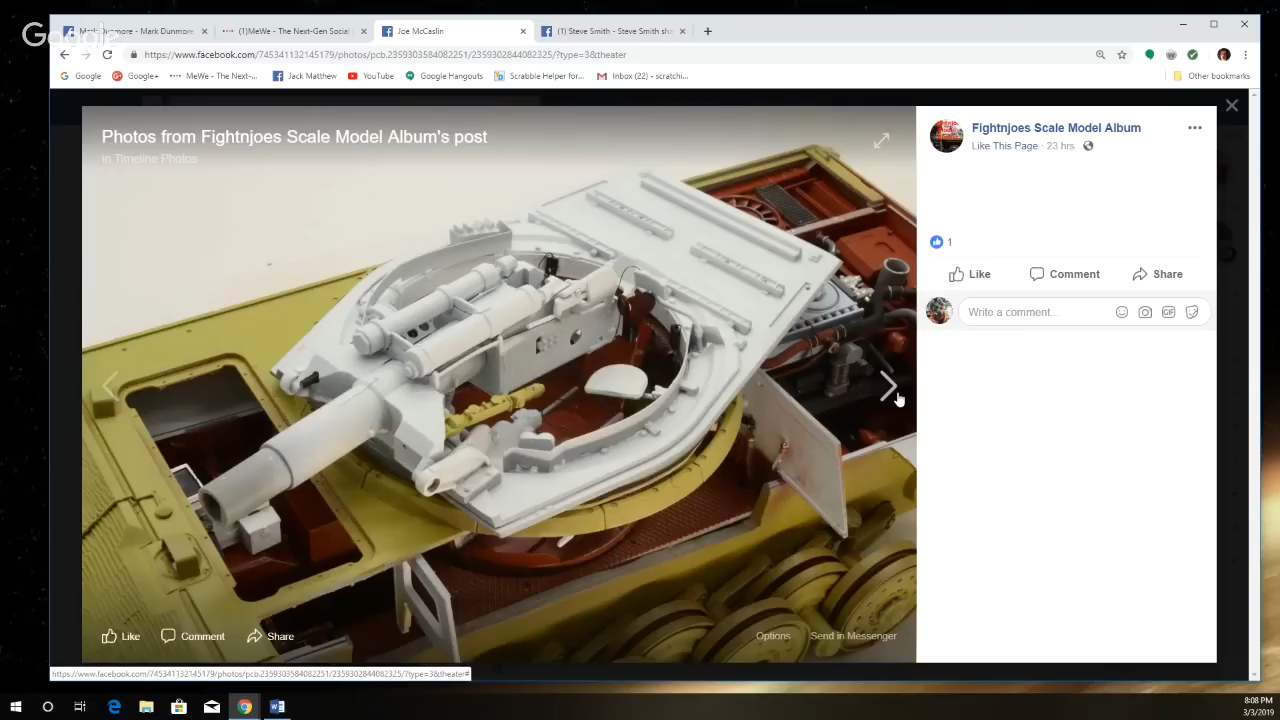 Google
Mark Dunmore - Mark Dunmore
(1)MeWe - The Next-Gen Social
Joe McCaslin
(1) Steve Smith - Steve Smith sha
https://www.facebook.com/745341132145179/photos/pcb.2359303584082251/2359302844082325/?type=3&theater
Google
Google+
MeWe - The Next-...
Jack Matthew
YouTube
Google Hangouts
Scrabble Helper for...
Inbox (22) - scratchi...
Other bookmarks
Photos from Fightnjoes Scale Model Album's post
in Timeline Photos
Fightnjoes Scale Model Album
Like This Page · 23 hrs
1
Like Comment Share
Write a comment...
GIF
Like Comment Share
Options Send in Messenger
https://www.facebook.com/745341132145179/photos/pcb.2359303584082251/2359302844082325/?type=3&theater#
8:08 PM
3/3/2019